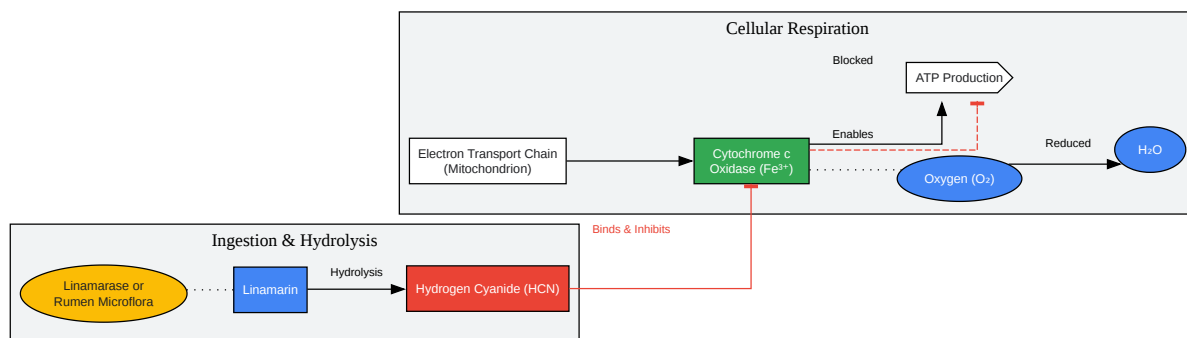 Cellular Respiration
Blocked
ATP Production
Electron Transport Chain
(Mitochondrion)
Cytochrome c
Oxidase (Fe³⁺)
Enables
Oxygen (O₂)
Reduced
H₂O
Binds & Inhibits
Ingestion & Hydrolysis
Linamarase or
Rumen Microflora
Linamarin
Hydrolysis
Hydrogen Cyanide (HCN)